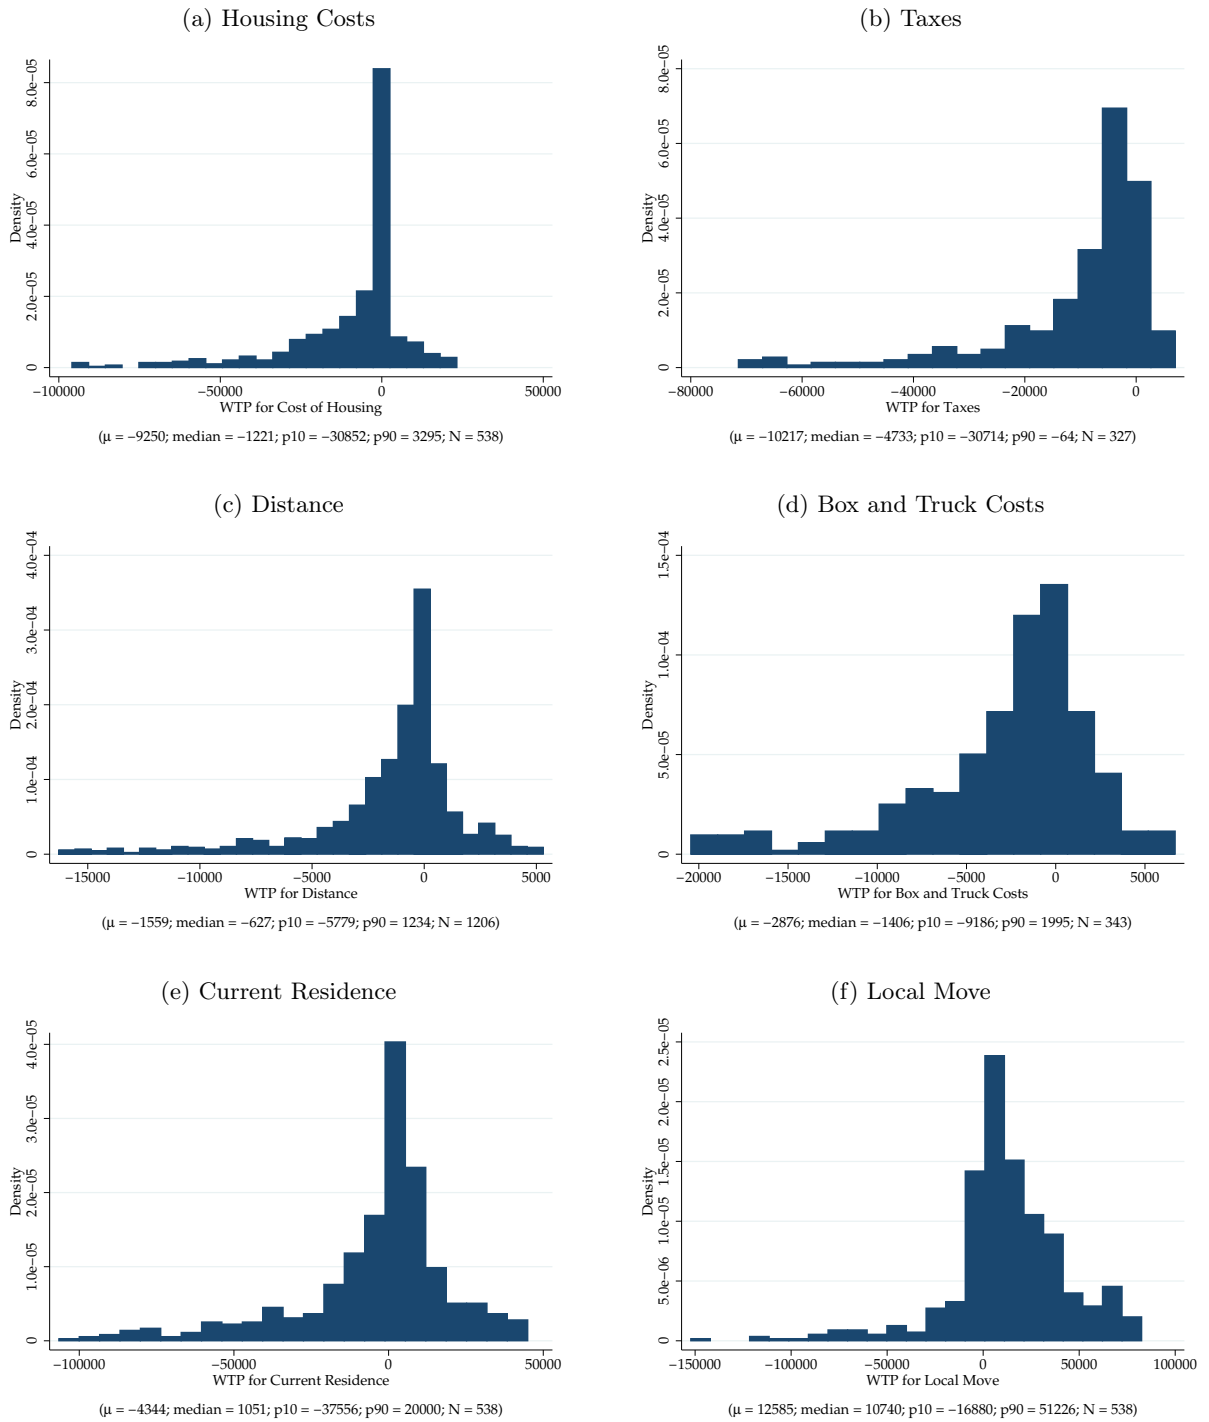 (a) Housing Costs
Density
8.0e−05
6.0e−05
4.0e−05
2.0e−05
0
−100000 −50000 0 50000
WTP for Cost of Housing
(μ = −9250; median = −1221; p10 = −30852; p90 = 3295; N = 538)
(b) Taxes
Density
8.0e−05
6.0e−05
4.0e−05
2.0e−05
0
−80000 −60000 −40000 −20000 0
WTP for Taxes
(μ = −10217; median = −4733; p10 = −30714; p90 = −64; N = 327)
(c) Distance
Density
4.0e−04
3.0e−04
2.0e−04
1.0e−04
0
−15000 −10000 −5000 0 5000
WTP for Distance
(μ = −1559; median = −627; p10 = −5779; p90 = 1234; N = 1206)
(d) Box and Truck Costs
Density
1.5e−04
1.0e−04
5.0e−05
0
−20000 −15000 −10000 −5000 0 5000
WTP for Box and Truck Costs
(μ = −2876; median = −1406; p10 = −9186; p90 = 1995; N = 343)
(e) Current Residence
Density
4.0e−05
3.0e−05
2.0e−05
1.0e−05
0
−100000 −50000 0 50000
WTP for Current Residence
(μ = −4344; median = 1051; p10 = −37556; p90 = 20000; N = 538)
(f) Local Move
Density
2.5e−05
2.0e−05
1.5e−05
1.0e−05
5.0e−06
0
−150000 −100000 −50000 0 50000 100000
WTP for Local Move
(μ = 12585; median = 10740; p10 = −16880; p90 = 51226; N = 538)